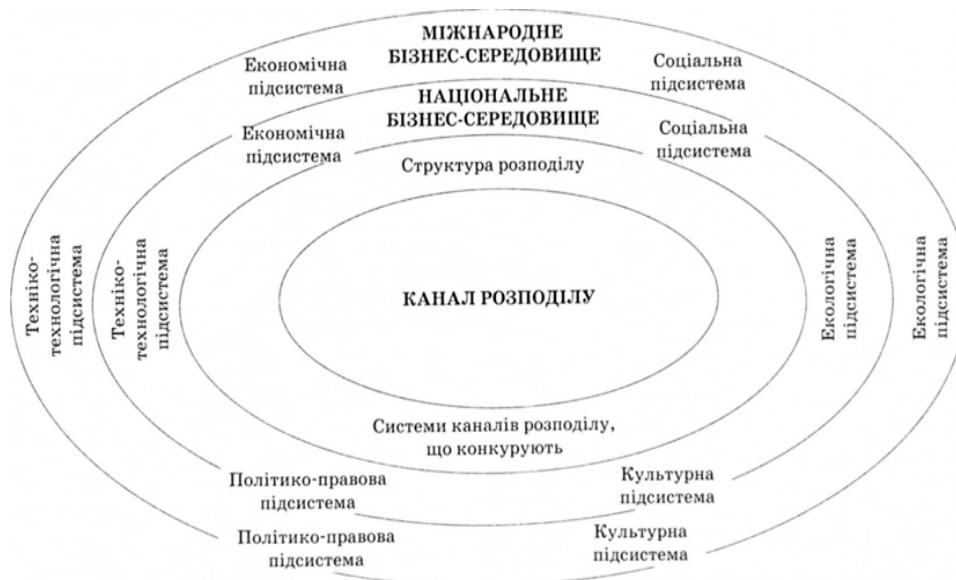 МІЖНАРОДНЕ
БІЗНЕС-СЕРЕДОВИЩЕ
Економічна
підсистема
Соціальна
підсистема
НАЦІОНАЛЬНЕ
БІЗНЕС-СЕРЕДОВИЩЕ
Економічна
підсистема
Соціальна
підсистема
Структура розподілу
Техніко-
технологічна
підсистема
Техніко-
технологічна
підсистема
КАНАЛ РОЗПОДІЛУ
Екологічна
підсистема
Екологічна
підсистема
Системи каналів розподілу,
що конкурують
Політико-правова
підсистема
Культурна
підсистема
Політико-правова
підсистема
Культурна
підсистема